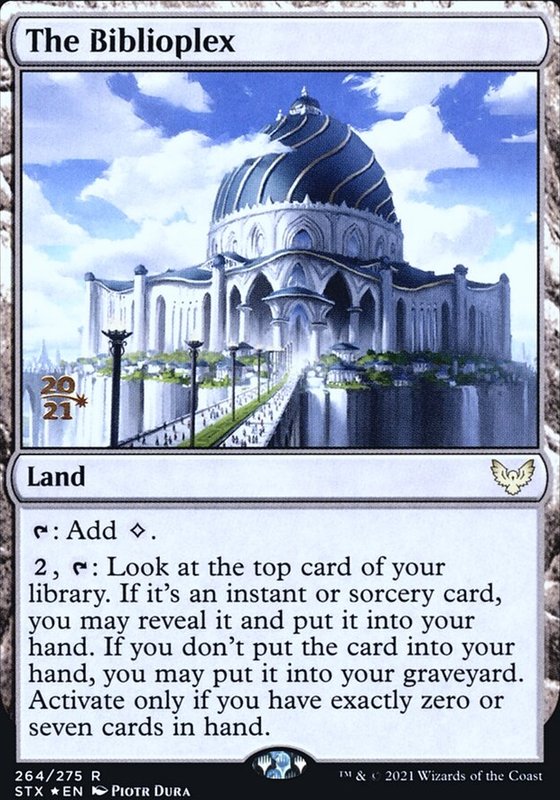 The Biblioplex
20
21
Land
: Add .
2, : Look at the top card of your
library. If it's an instant or sorcery card,
you may reveal it and put it into your
hand. If you don't put the card into your
hand, you may put it into your graveyard.
Activate only if you have exactly zero or
seven cards in hand.
264/275 R
STX ★ EN Piotr Dura
™ & © 2021 Wizards of the Coast